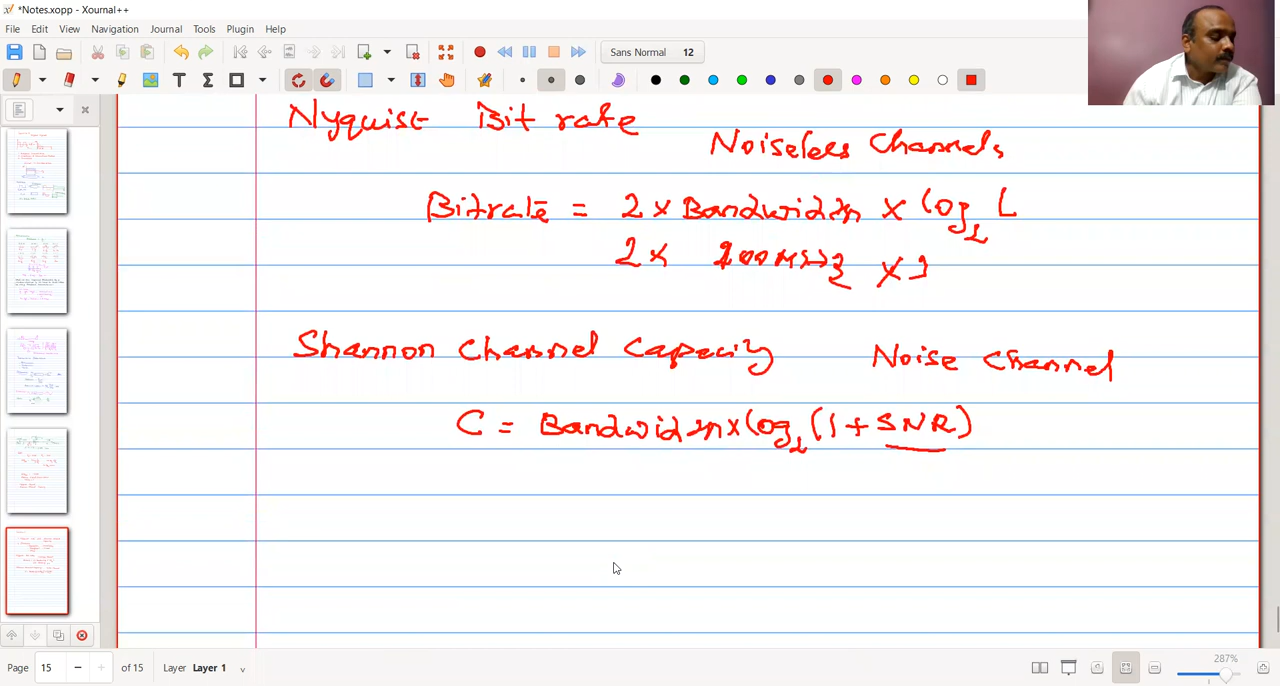 *Notes.xopp - Xournal++
File Edit View Navigation Journal Tools Plugin Help
Sans Normal 12
Nyquist Bit rate
Noiseless Channels
Bitrate = 2 x Bandwidth x log2 L
2 x 100MHz x 1
Shannon Channel Capacity Noise Channel
C = Bandwidth x log2 (1 + SNR)
Page 15 of 15 Layer Layer 1 287%